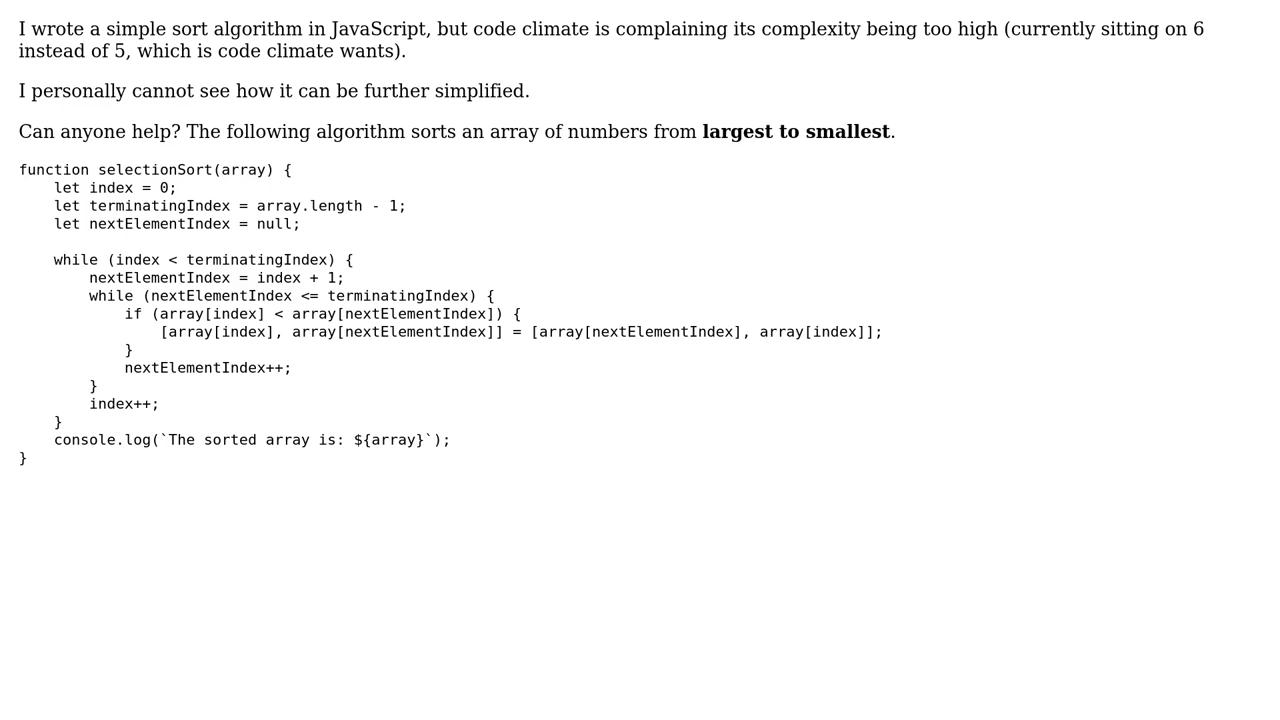 I wrote a simple sort algorithm in JavaScript, but code climate is complaining its complexity being too high (currently sitting on 6
instead of 5, which is code climate wants).
I personally cannot see how it can be further simplified.
Can anyone help? The following algorithm sorts an array of numbers from largest to smallest.
function selectionSort(array) {
    let index = 0;
    let terminatingIndex = array.length - 1;
    let nextElementIndex = null;

    while (index < terminatingIndex) {
        nextElementIndex = index + 1;
        while (nextElementIndex <= terminatingIndex) {
            if (array[index] < array[nextElementIndex]) {
                [array[index], array[nextElementIndex]] = [array[nextElementIndex], array[index]];
            }
            nextElementIndex++;
        }
        index++;
    }
    console.log(`The sorted array is: ${array}`);
}